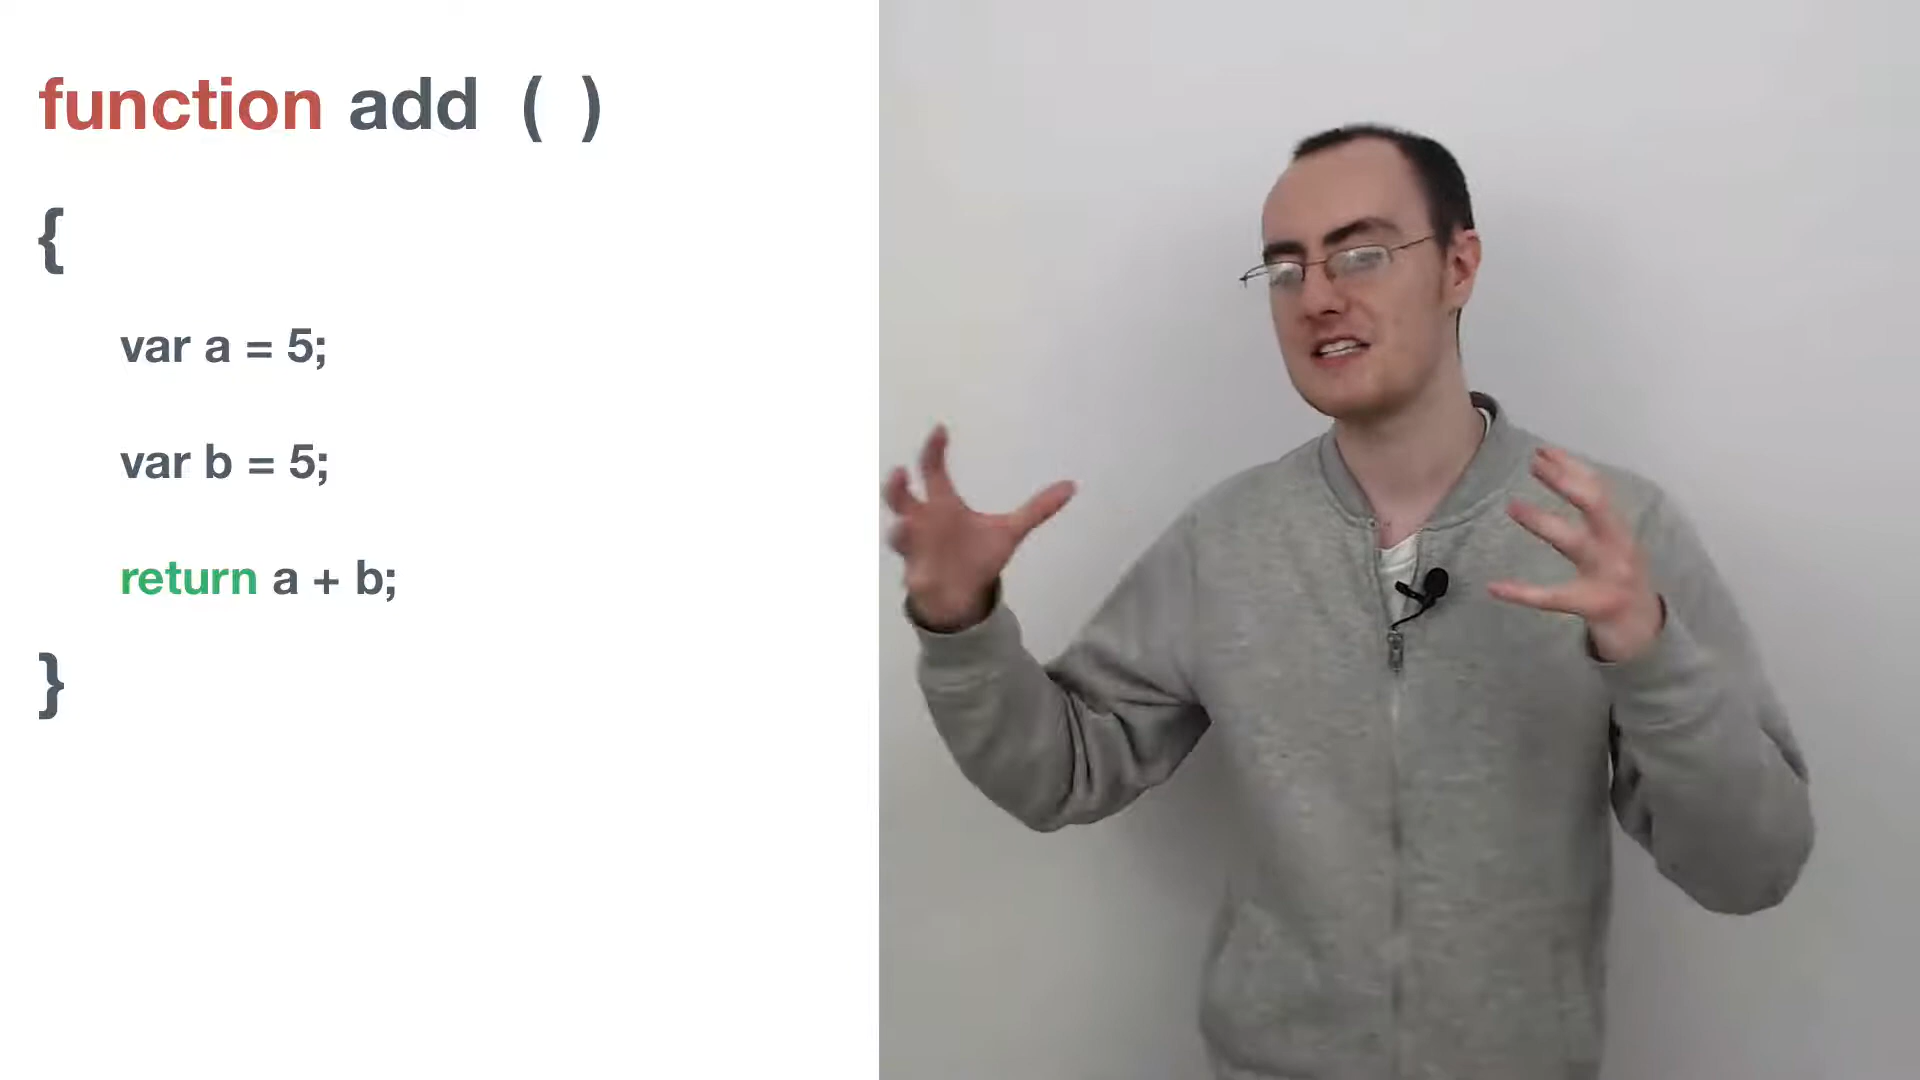 function add ( )
{
var a = 5;
var b = 5;
return a + b;
}